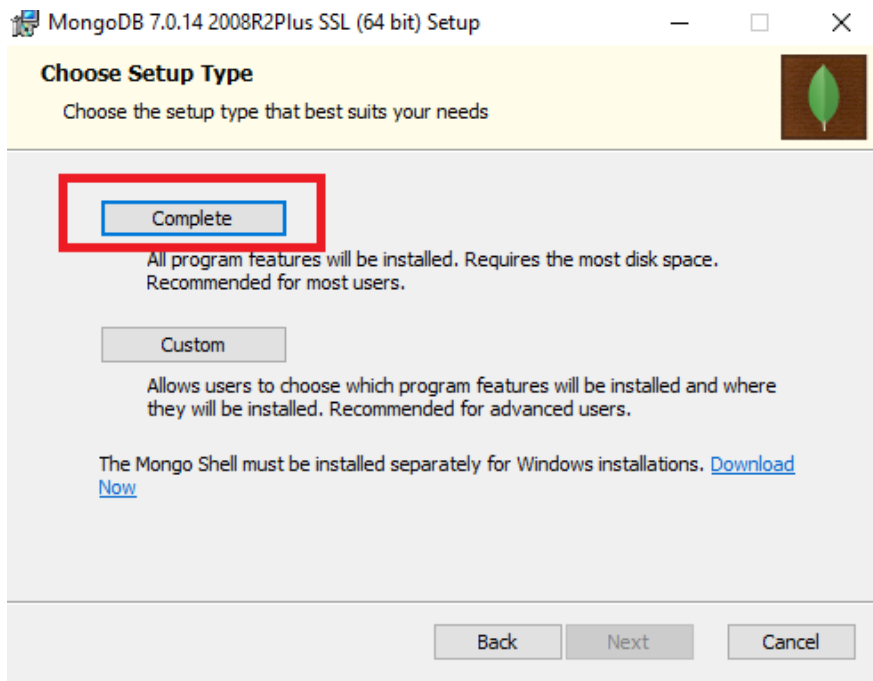 MongoDB 7.0.14 2008R2Plus SSL (64 bit) Setup
Choose Setup Type
Choose the setup type that best suits your needs
Complete
All program features will be installed. Requires the most disk space.
Recommended for most users.
Custom
Allows users to choose which program features will be installed and where
they will be installed. Recommended for advanced users.
The Mongo Shell must be installed separately for Windows installations. Download
Now
Back
Next
Cancel